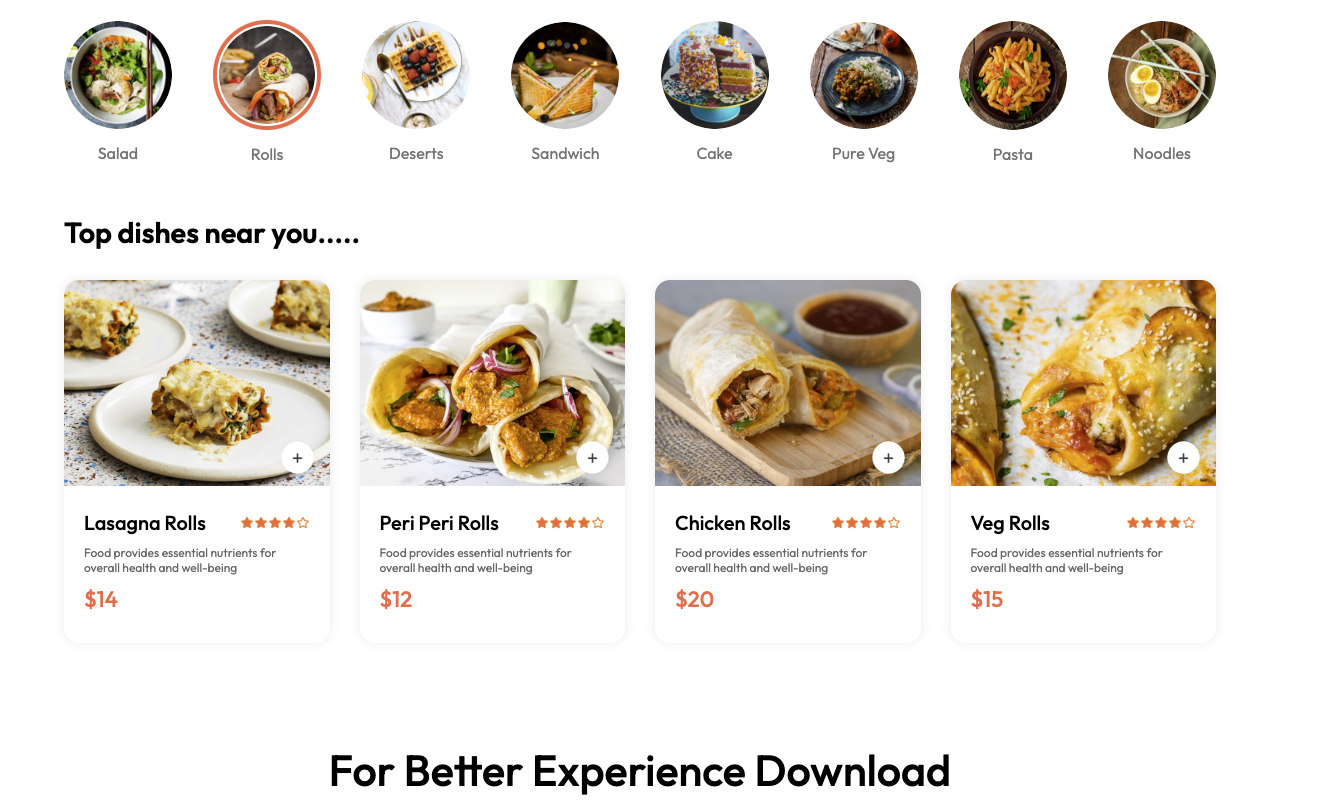 Salad
Rolls
Deserts
Sandwich
Cake
Pure Veg
Pasta
Noodles
Top dishes near you.....
Lasagna Rolls
Food provides essential nutrients for
overall health and well-being
$14
Peri Peri Rolls
Food provides essential nutrients for
overall health and well-being
$12
Chicken Rolls
Food provides essential nutrients for
overall health and well-being
$20
Veg Rolls
Food provides essential nutrients for
overall health and well-being
$15
For Better Experience Download